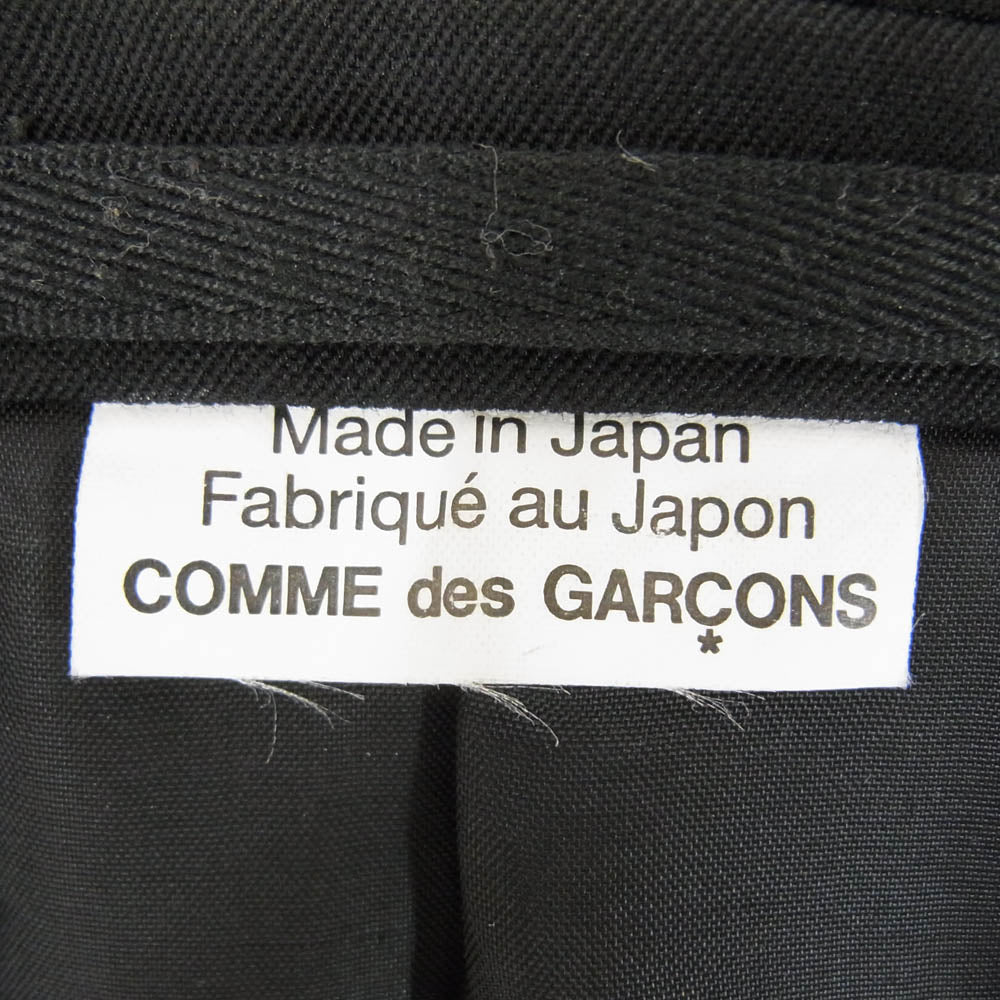 Made in Japan
Fabriqué au Japon
COMME des GARÇONS
*